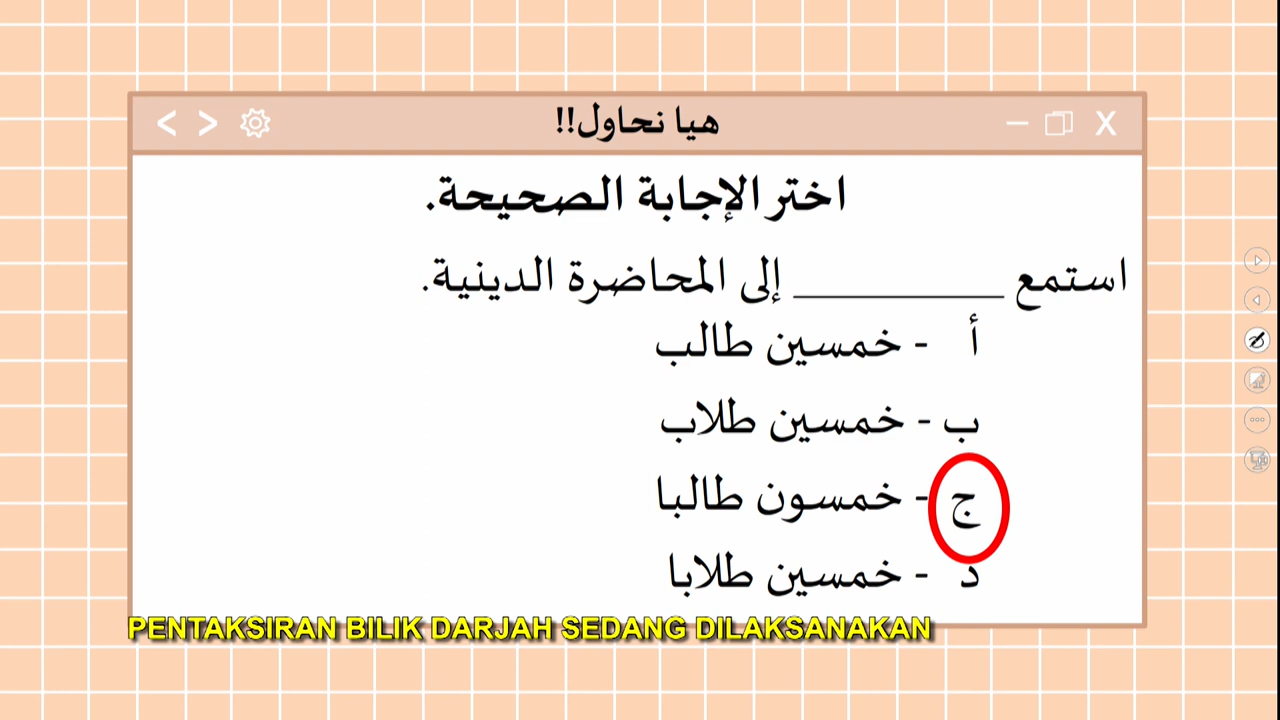 هيا نحاول!!
اختر الإجابة الصحيحة.
استمع __________ إلى المحاضرة الدينية.
أ - خمسين طالب
ب - خمسين طلاب
ج - خمسون طالبا
د - خمسين طلابا
PENTAKSIRAN BILIK DARJAH SEDANG DILAKSANAKAN